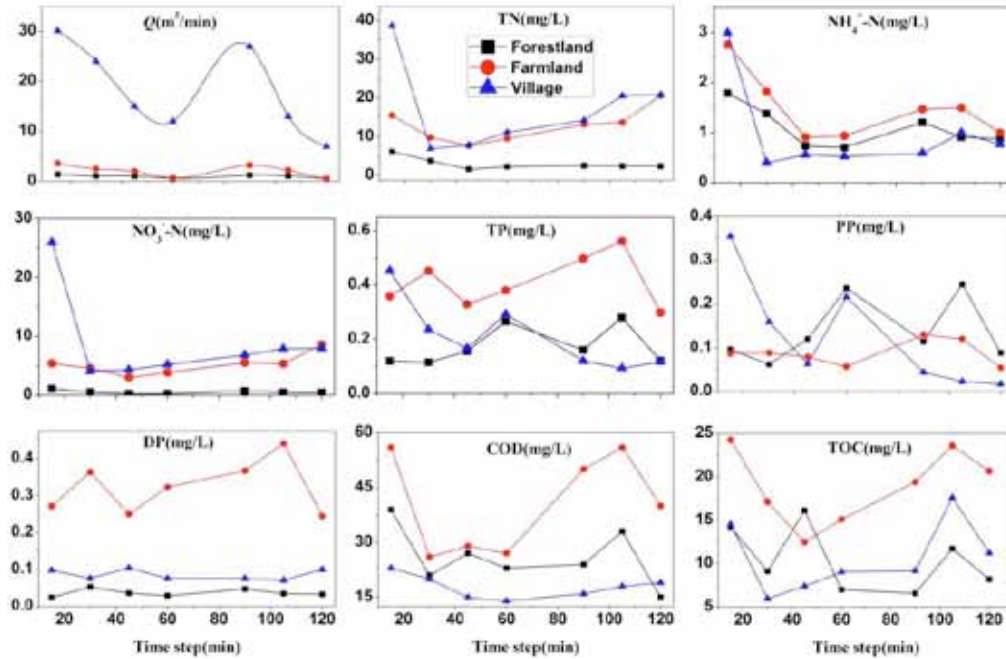 Q(m³/min)
30
20
10
0
TN(mg/L)
40
30
20
10
0
Forestland
Farmland
Village
NH₄⁺-N(mg/L)
3
2
1
0
NO₃⁻-N(mg/L)
30
20
10
0
TP(mg/L)
0.6
0.4
0.2
0.0
PP(mg/L)
0.4
0.3
0.2
0.1
0.0
DP(mg/L)
0.4
0.3
0.2
0.1
0.0
COD(mg/L)
60
45
30
15
TOC(mg/L)
25
20
15
10
5
20 40 60 80 100 120
20 40 60 80 100 120
20 40 60 80 100 120
Time step(min)
Time step(min)
Time step(min)